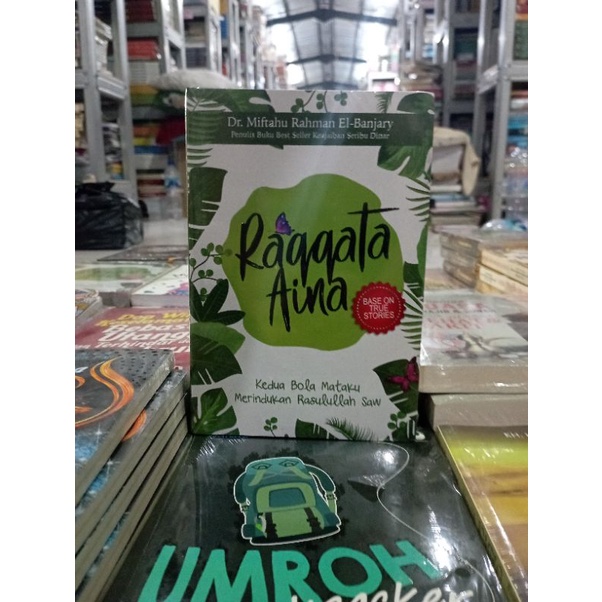 Dr. Miftahu Rahman El-Banjary
Penulis Buku Best Seller Keajaiban Seribu Dinar
Raqqata
Aina
BASE ON
TRUE
STORIES
Kedua Bola Mataku
Merindukan Rasulullah Saw
UMROH